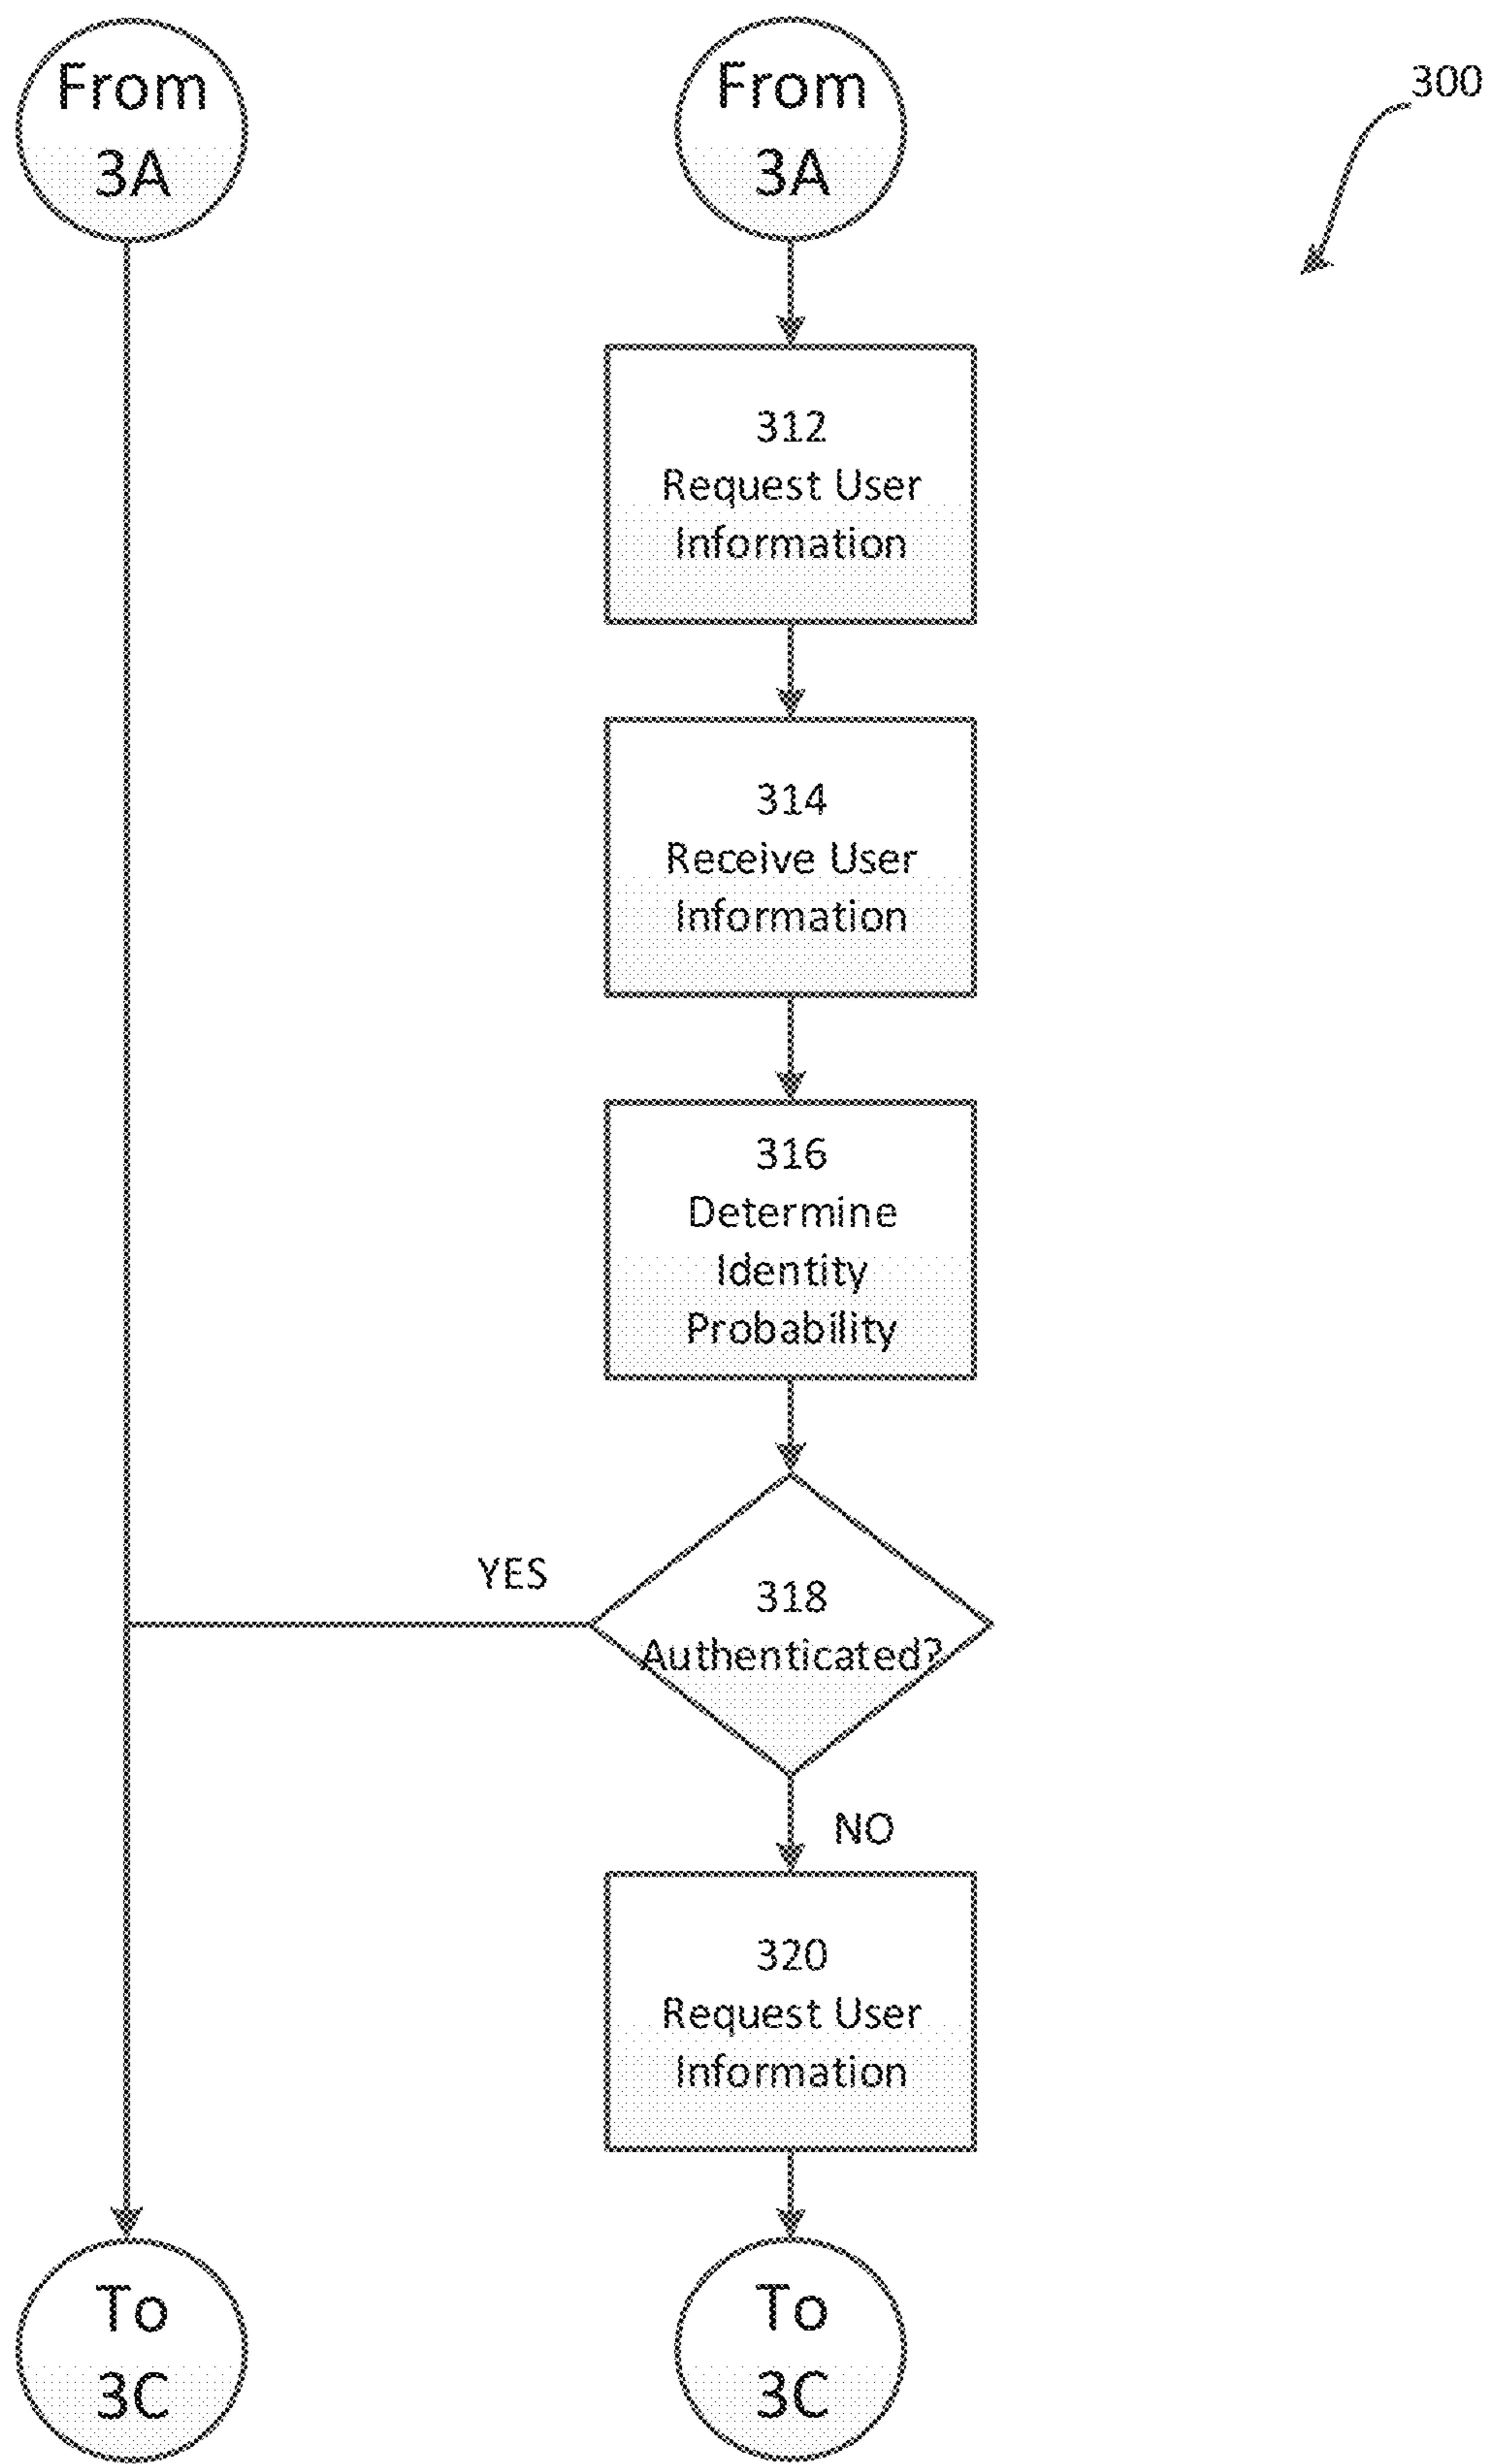 From
3A
From
3A
300
312
Request User
Information
314
Receive User
Information
316
Determine
Identity
Probability
YES
318
Authenticated?
NO
320
Request User
Information
To
3C
To
3C